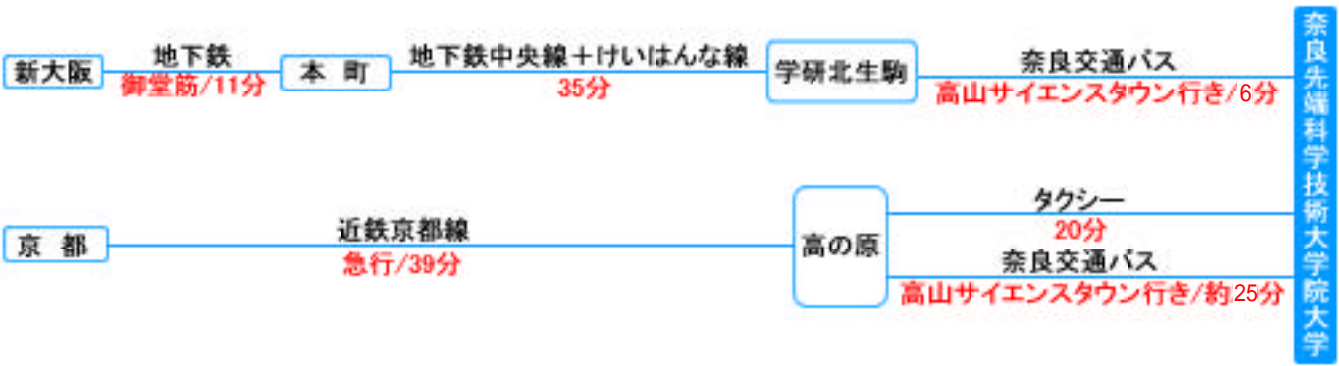 新大阪
地下鉄
御堂筋/11分
本 町
地下鉄中央線+けいはんな線
35分
学研北生駒
奈良交通バス
高山サイエンスタウン行き/6分
京 都
近鉄京都線
急行/39分
高の原
タクシー
20分
奈良交通バス
高山サイエンスタウン行き/約25分
奈良先端科学技術大学院大学